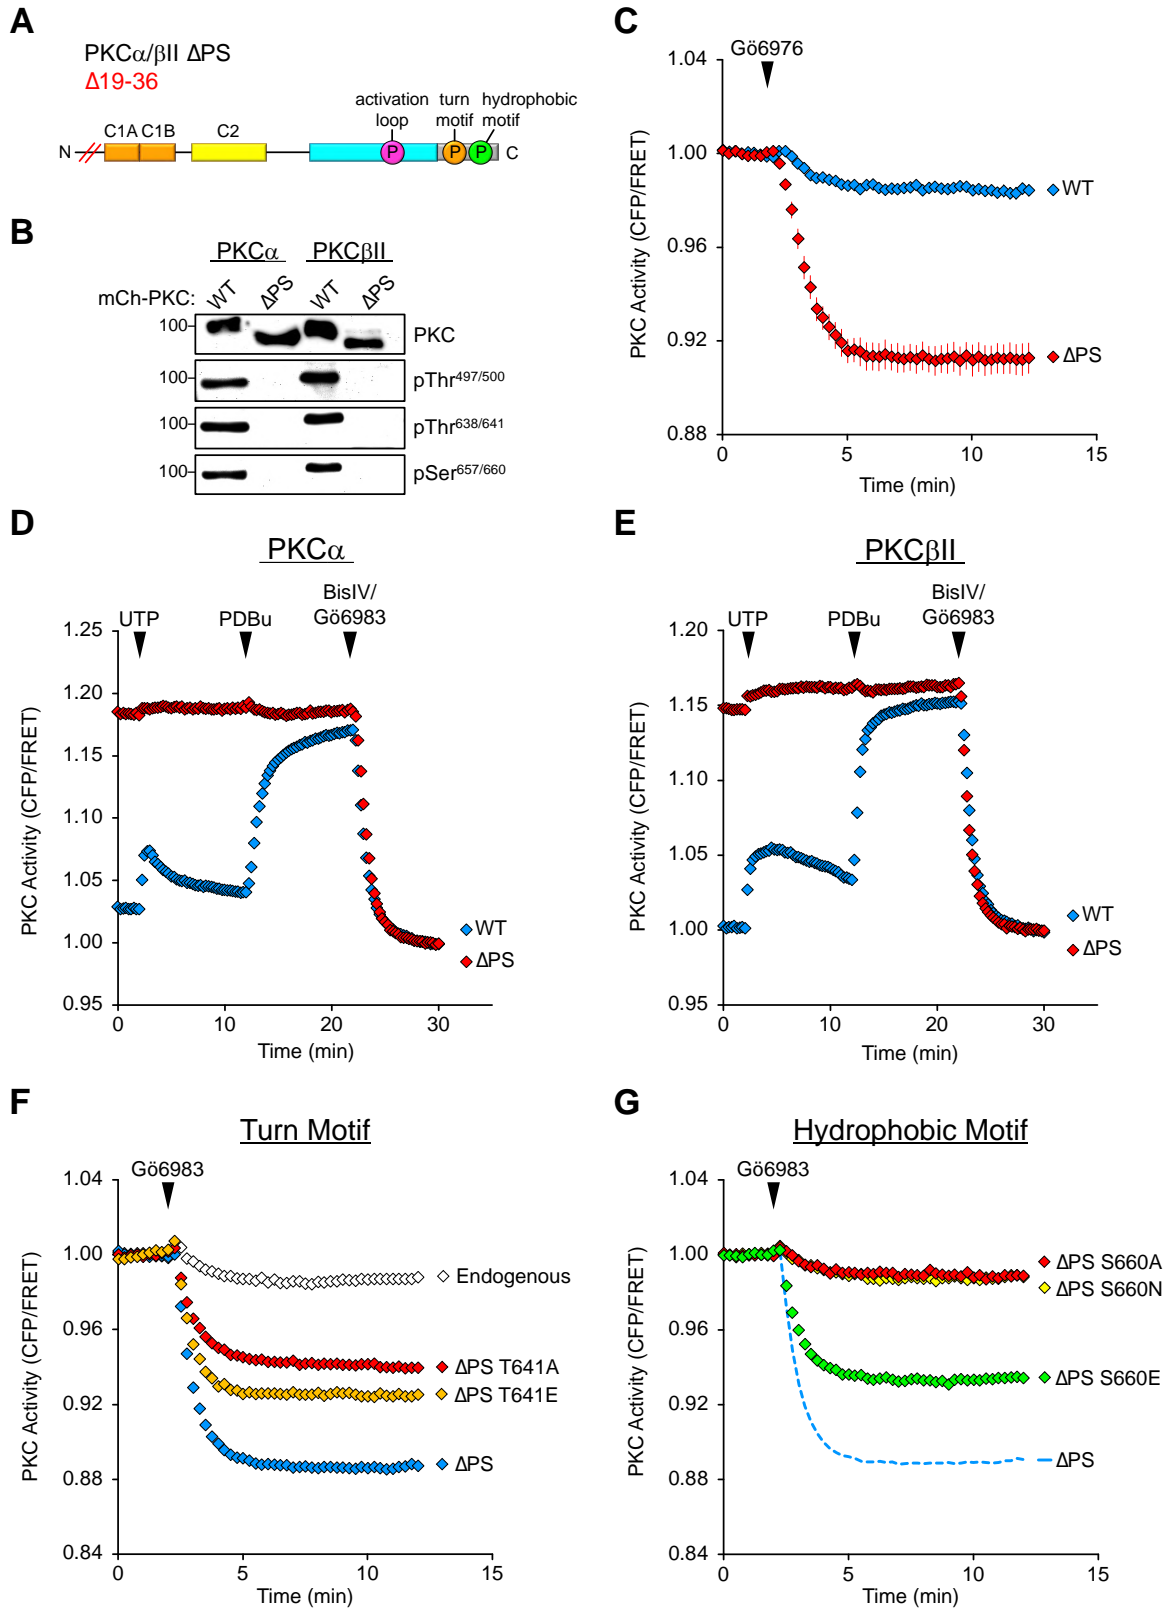 A
PKCα/βII ΔPS
Δ19-36
activation loop
turn motif
hydrophobic motif
C1A C1B C2
N P P P C
B
PKCα PKCβII
mCh-PKC: WT ΔPS WT ΔPS
100 PKC
100 pThr497/500
100 pThr638/641
100 pSer657/660
C
Gö6976
1.04
1.00
0.96
0.92
0.88
PKC Activity (CFP/FRET)
WT
ΔPS
0 5 10 15
Time (min)
D
PKCα
UTP PDBu BisIV/
Gö6983
1.25
1.20
1.15
1.10
1.05
1.00
0.95
PKC Activity (CFP/FRET)
WT
ΔPS
0 10 20 30
Time (min)
E
PKCβII
UTP PDBu BisIV/
Gö6983
1.20
1.15
1.10
1.05
1.00
0.95
PKC Activity (CFP/FRET)
WT
ΔPS
0 10 20 30
Time (min)
F
Turn Motif
Gö6983
1.04
1.00
0.96
0.92
0.88
0.84
PKC Activity (CFP/FRET)
Endogenous
ΔPS T641A
ΔPS T641E
ΔPS
0 5 10 15
Time (min)
G
Hydrophobic Motif
Gö6983
1.04
1.00
0.96
0.92
0.88
0.84
PKC Activity (CFP/FRET)
ΔPS S660A
ΔPS S660N
ΔPS S660E
ΔPS
0 5 10 15
Time (min)